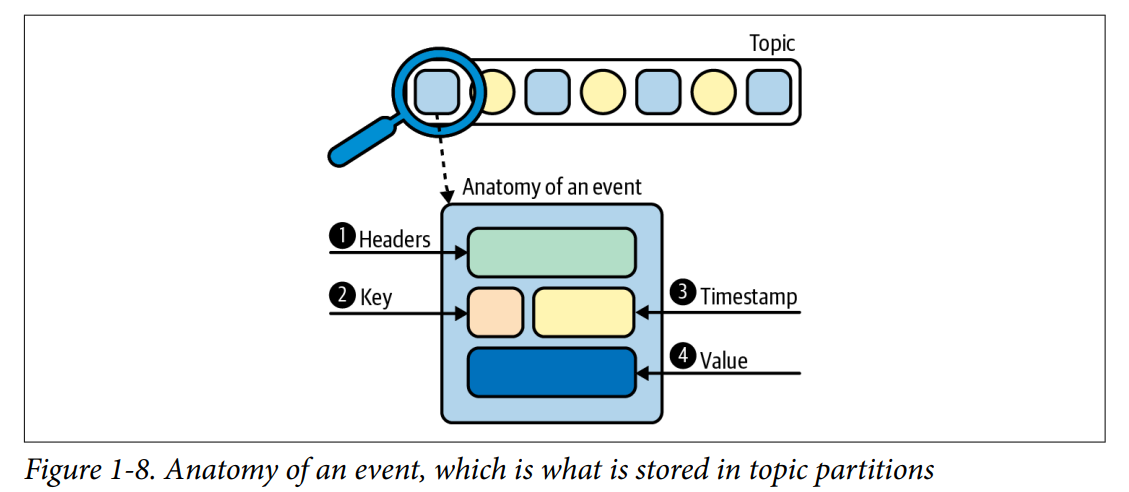 Topic
Anatomy of an event
1 Headers
2 Key
3 Timestamp
4 Value
Figure 1-8. Anatomy of an event, which is what is stored in topic partitions